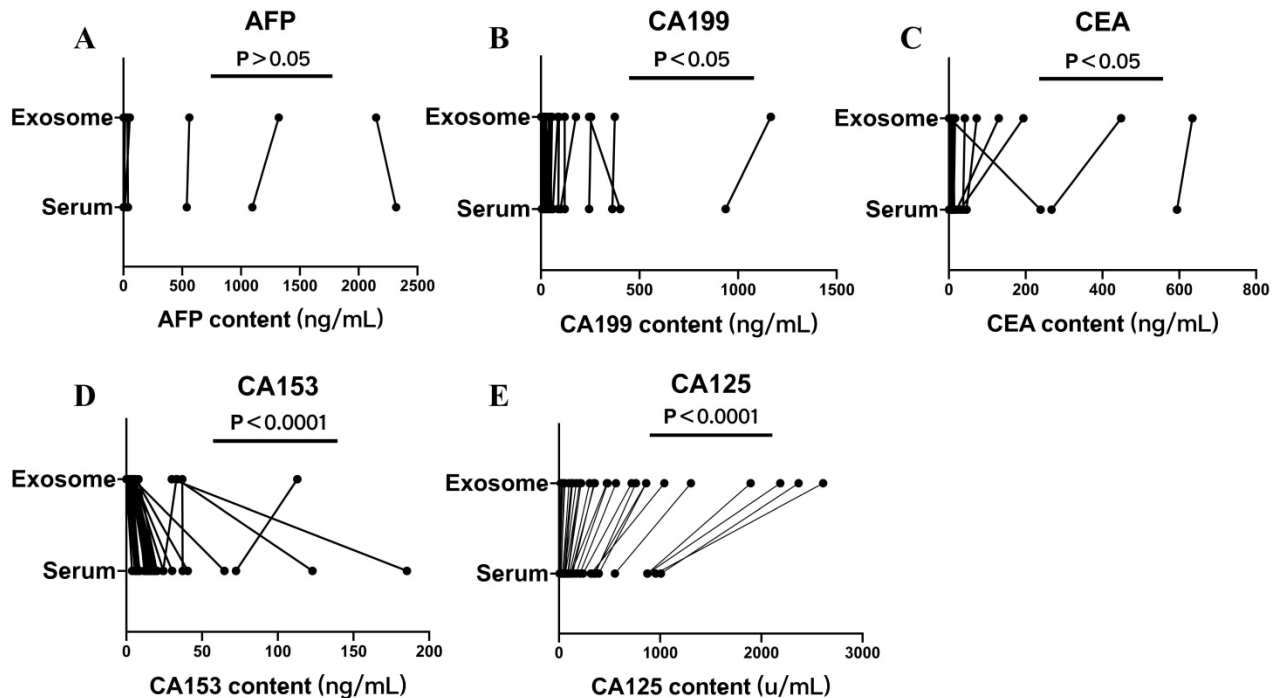 A
AFP
P>0.05
Exosome
Serum
0 500 1000 1500 2000 2500
AFP content (ng/mL)
B
CA199
P<0.05
Exosome
Serum
0 500 1000 1500
CA199 content (ng/mL)
C
CEA
P<0.05
Exosome
Serum
0 200 400 600 800
CEA content (ng/mL)
D
CA153
P<0.0001
Exosome
Serum
0 50 100 150 200
CA153 content (ng/mL)
E
CA125
P<0.0001
Exosome
Serum
0 1000 2000 3000
CA125 content (u/mL)